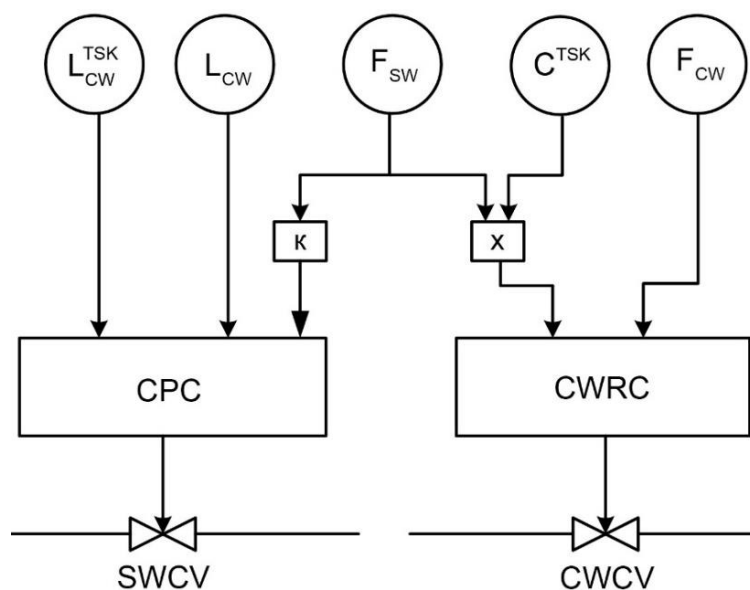 L_CW^TSK
L_CW
F_SW
C^TSK
F_CW
к
x
CPC
CWRC
SWCV
CWCV